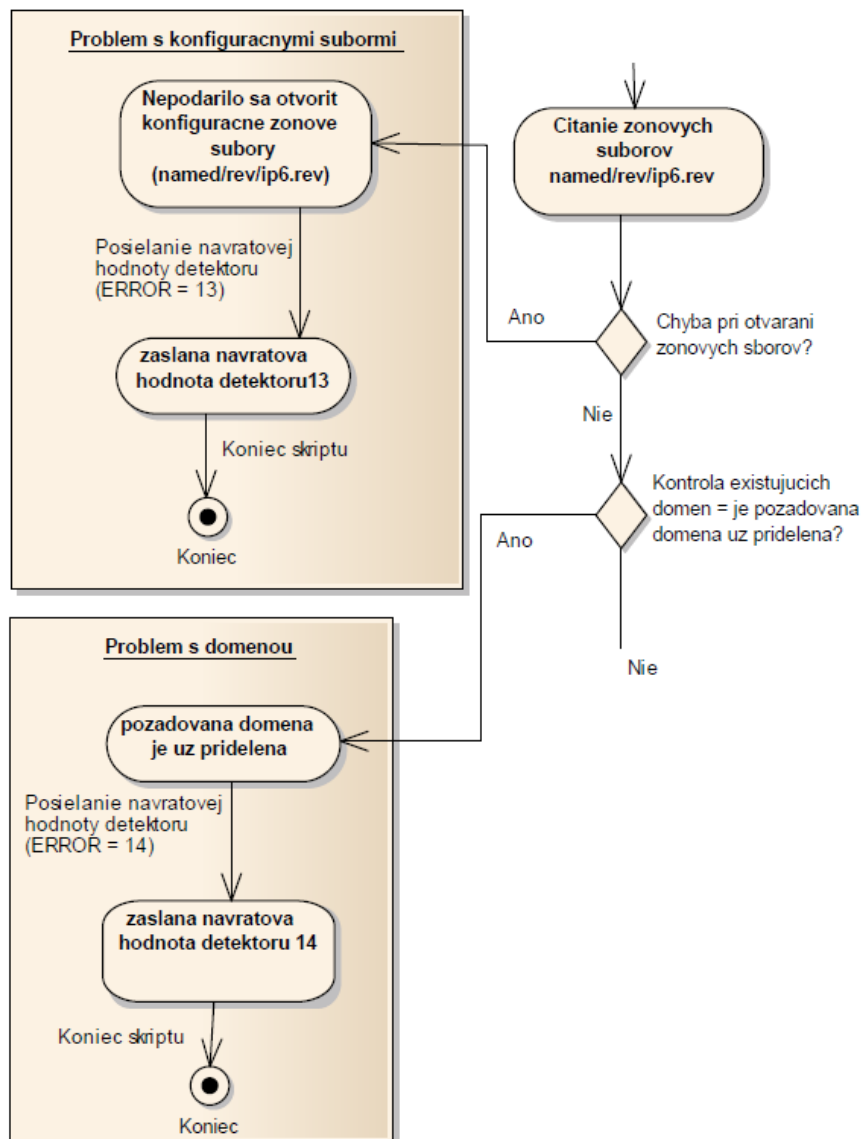 Problem s konfiguracnymi subormi
Nepodarilo sa otvorit
konfiguracne zonove
subory
(named/rev/ip6.rev)
Posielanie navratovej
hodnoty detektoru
(ERROR = 13)
zaslana navratova
hodnota detektoru13
Koniec skriptu
Koniec
Citanie zonovych
suborov
named/rev/ip6.rev
Ano
Chyba pri otvarani
zonovych sborov?
Nie
Kontrola existujucich
domen = je pozadovana
domena uz pridelena?
Ano
Nie
Problem s domenou
pozadovana domena
je uz pridelena
Posielanie navratovej
hodnoty detektoru
(ERROR = 14)
zaslana navratova
hodnota detektoru 14
Koniec skriptu
Koniec